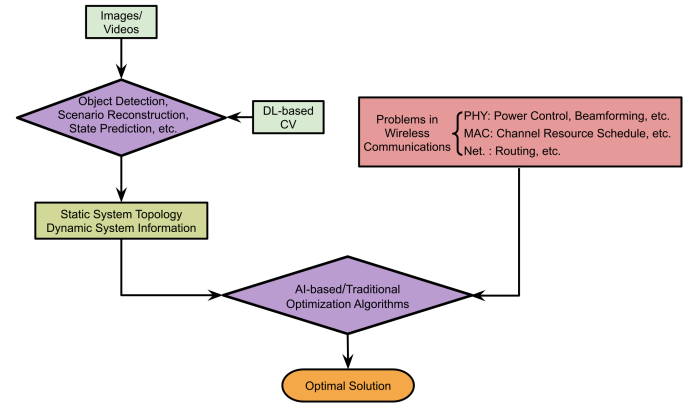 Images/
Videos
Object Detection,
Scenario Reconstruction,
State Prediction, etc.
DL-based
CV
Problems in
Wireless
Communications
PHY: Power Control, Beamforming, etc.
MAC: Channel Resource Schedule, etc.
Net. : Routing, etc.
Static System Topology
Dynamic System Information
AI-based/Traditional
Optimization Algorithms
Optimal Solution